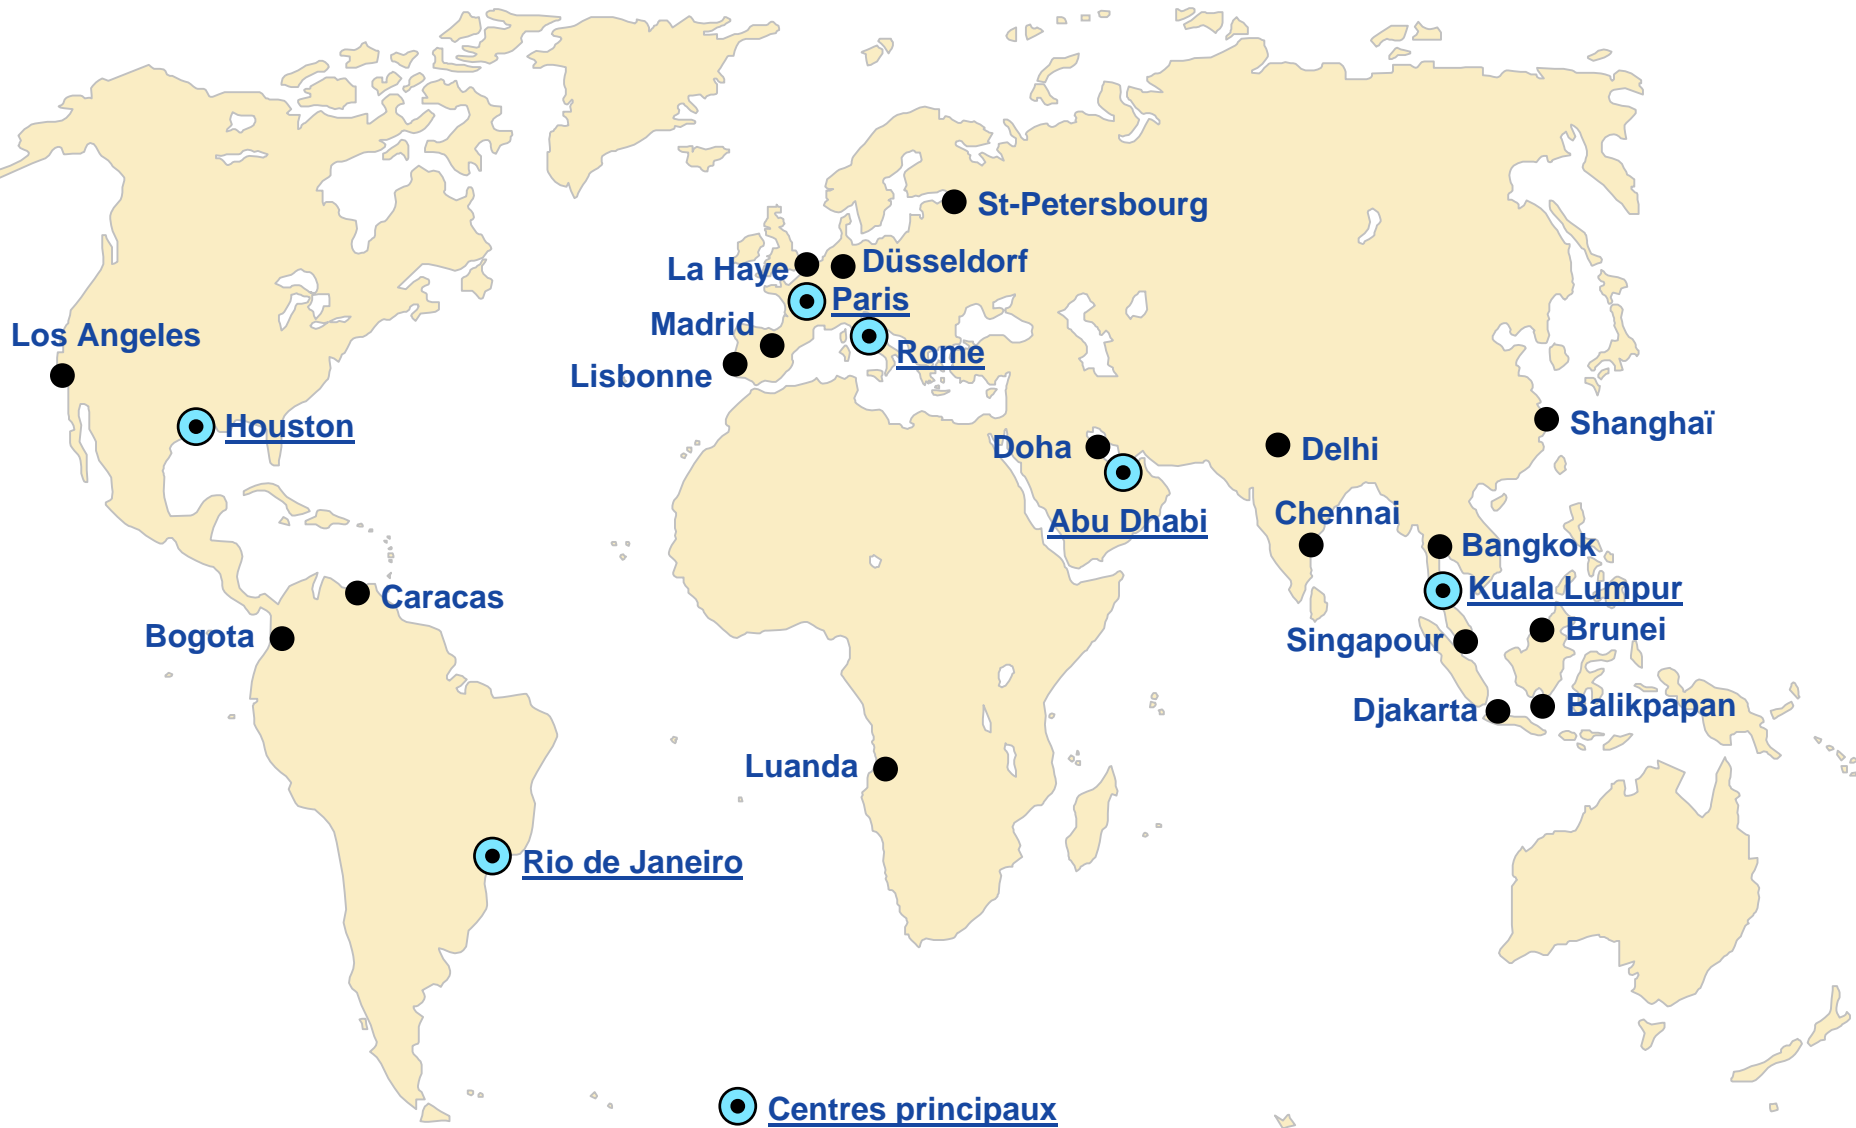 St-Petersbourg
La Haye
Düsseldorf
Paris
Madrid
Los Angeles
Rome
Lisbonne
Houston
Shanghaï
Doha
Delhi
Chennai
Abu Dhabi
Bangkok
Kuala Lumpur
Caracas
Brunei
Bogota
Singapour
Balikpapan
Djakarta
Luanda
Rio de Janeiro
Centres principaux